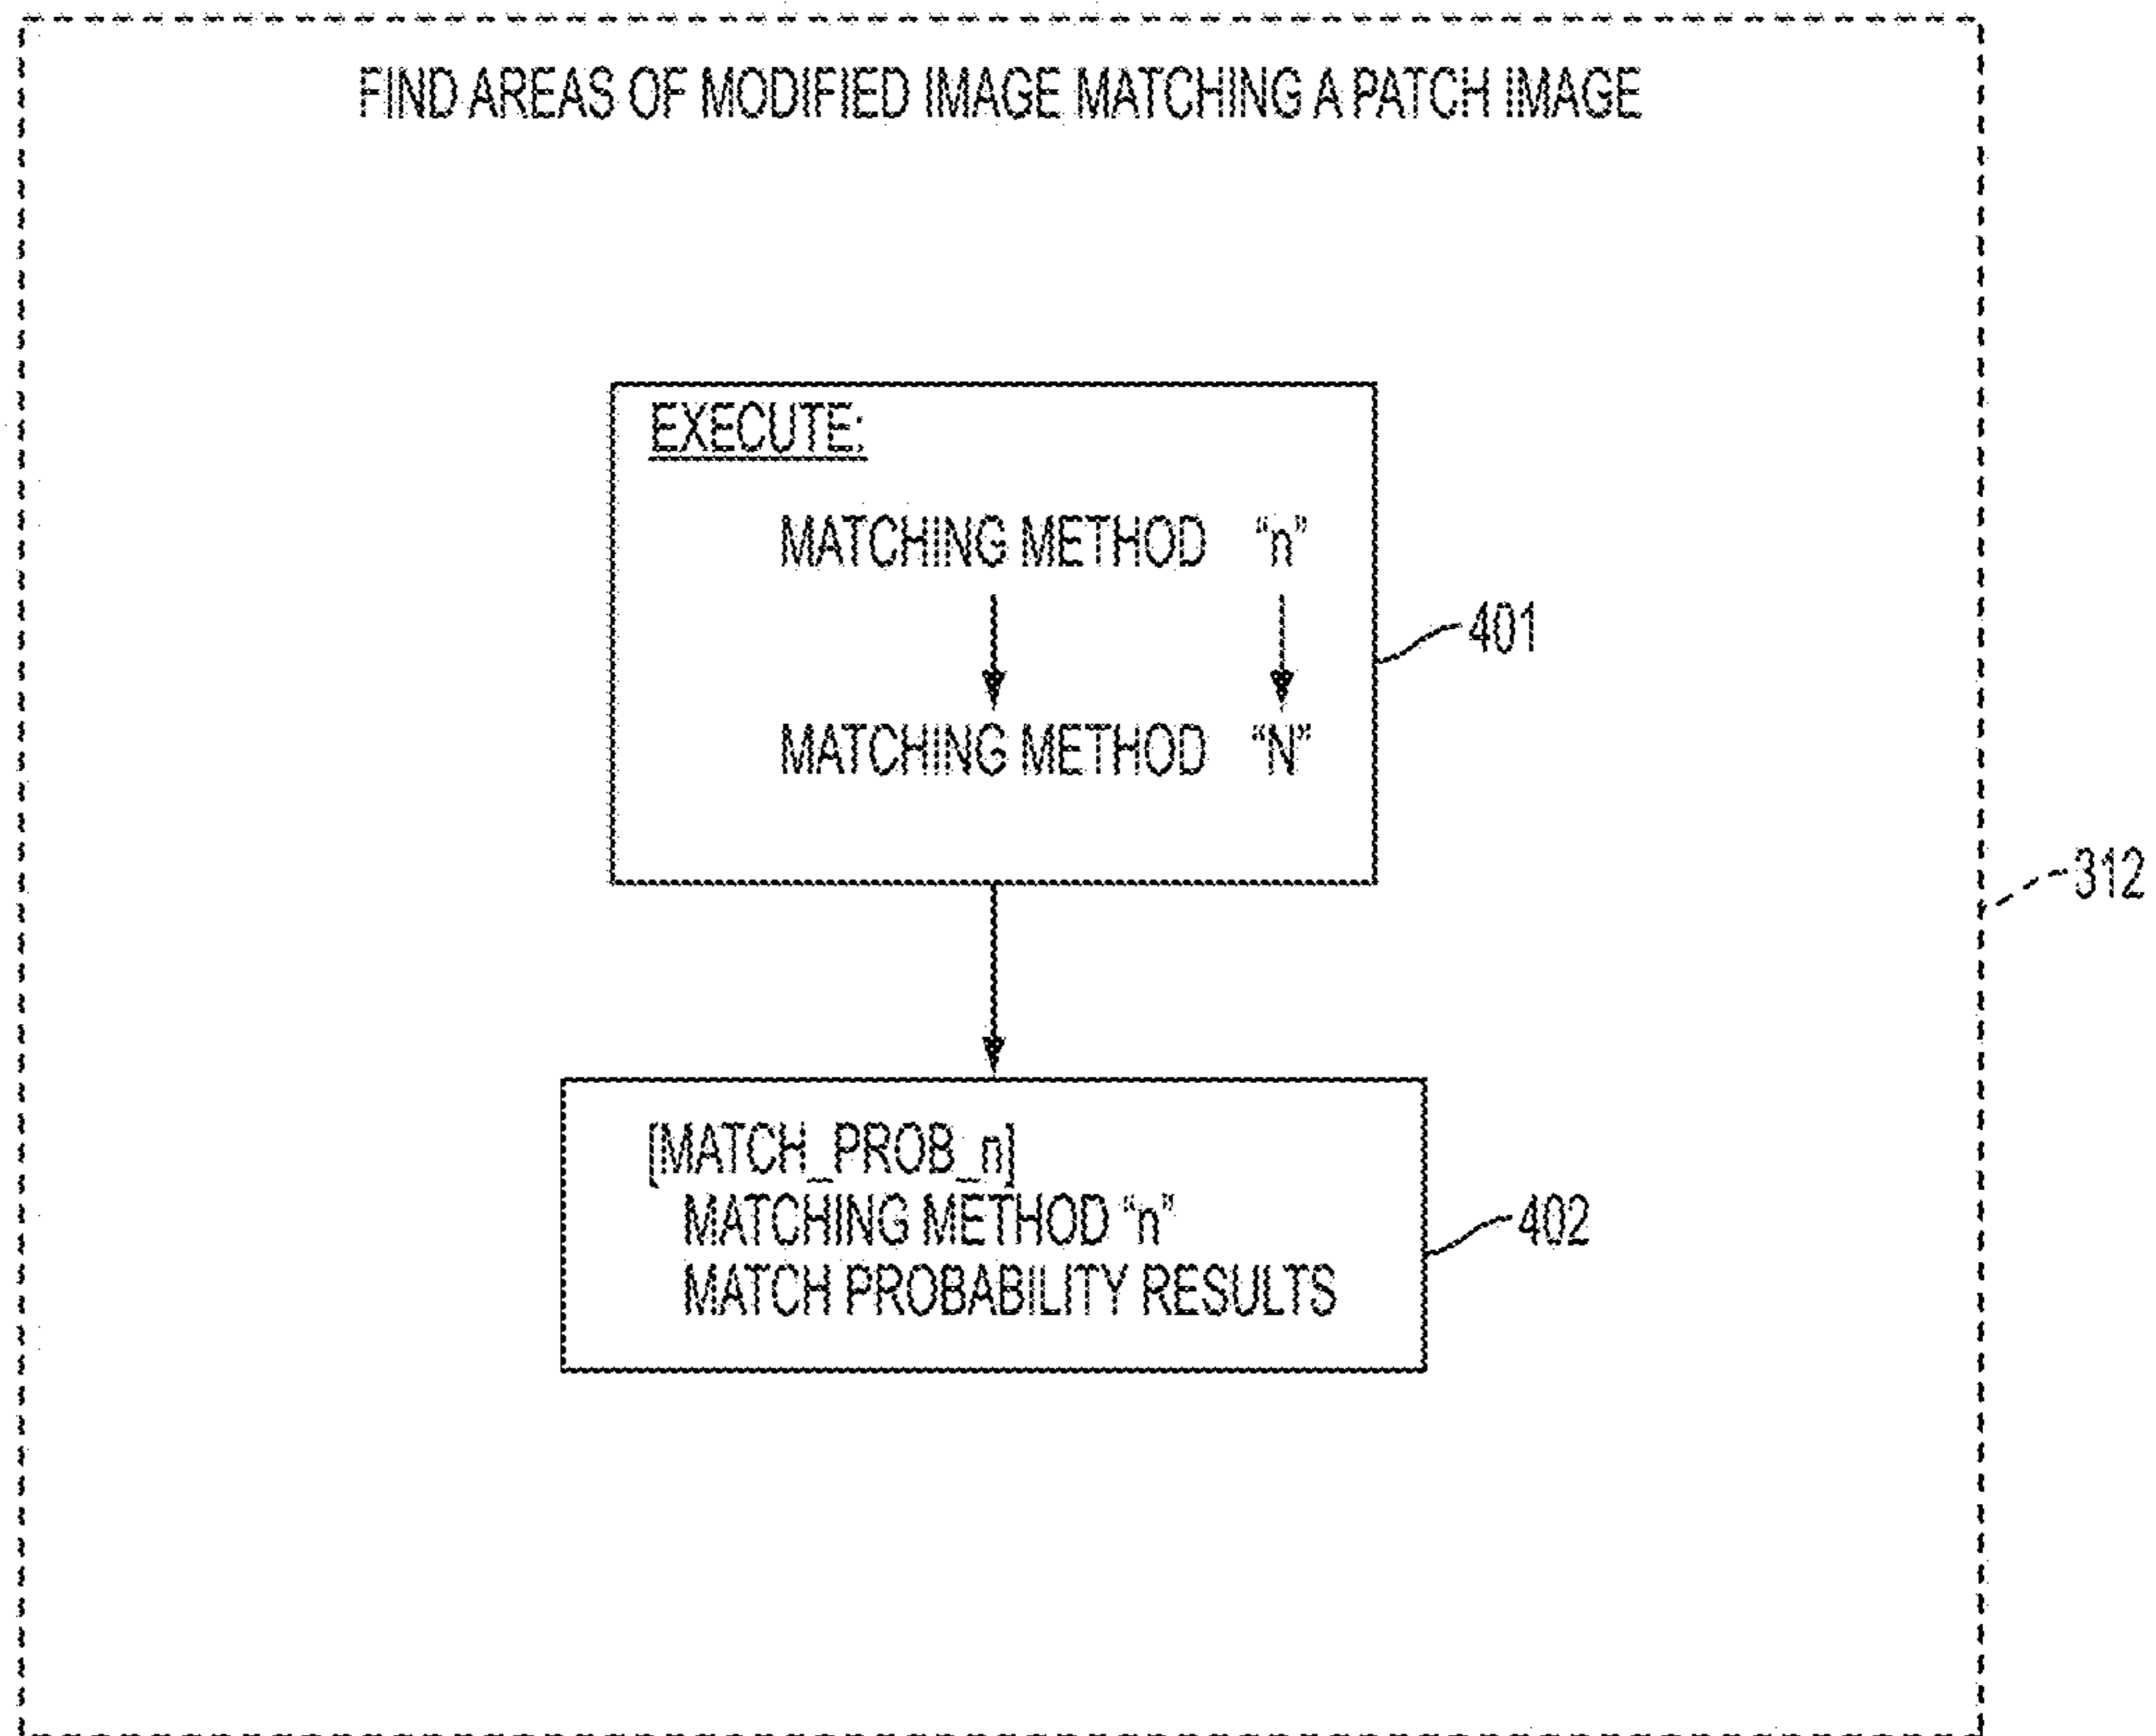 FIND AREAS OF MODIFIED IMAGE MATCHING A PATCH IMAGE
EXECUTE:
MATCHING METHOD “n”
401
MATCHING METHOD “N”
312
[MATCH_PROB_n]
MATCHING METHOD “n”
402
MATCH PROBABILITY RESULTS